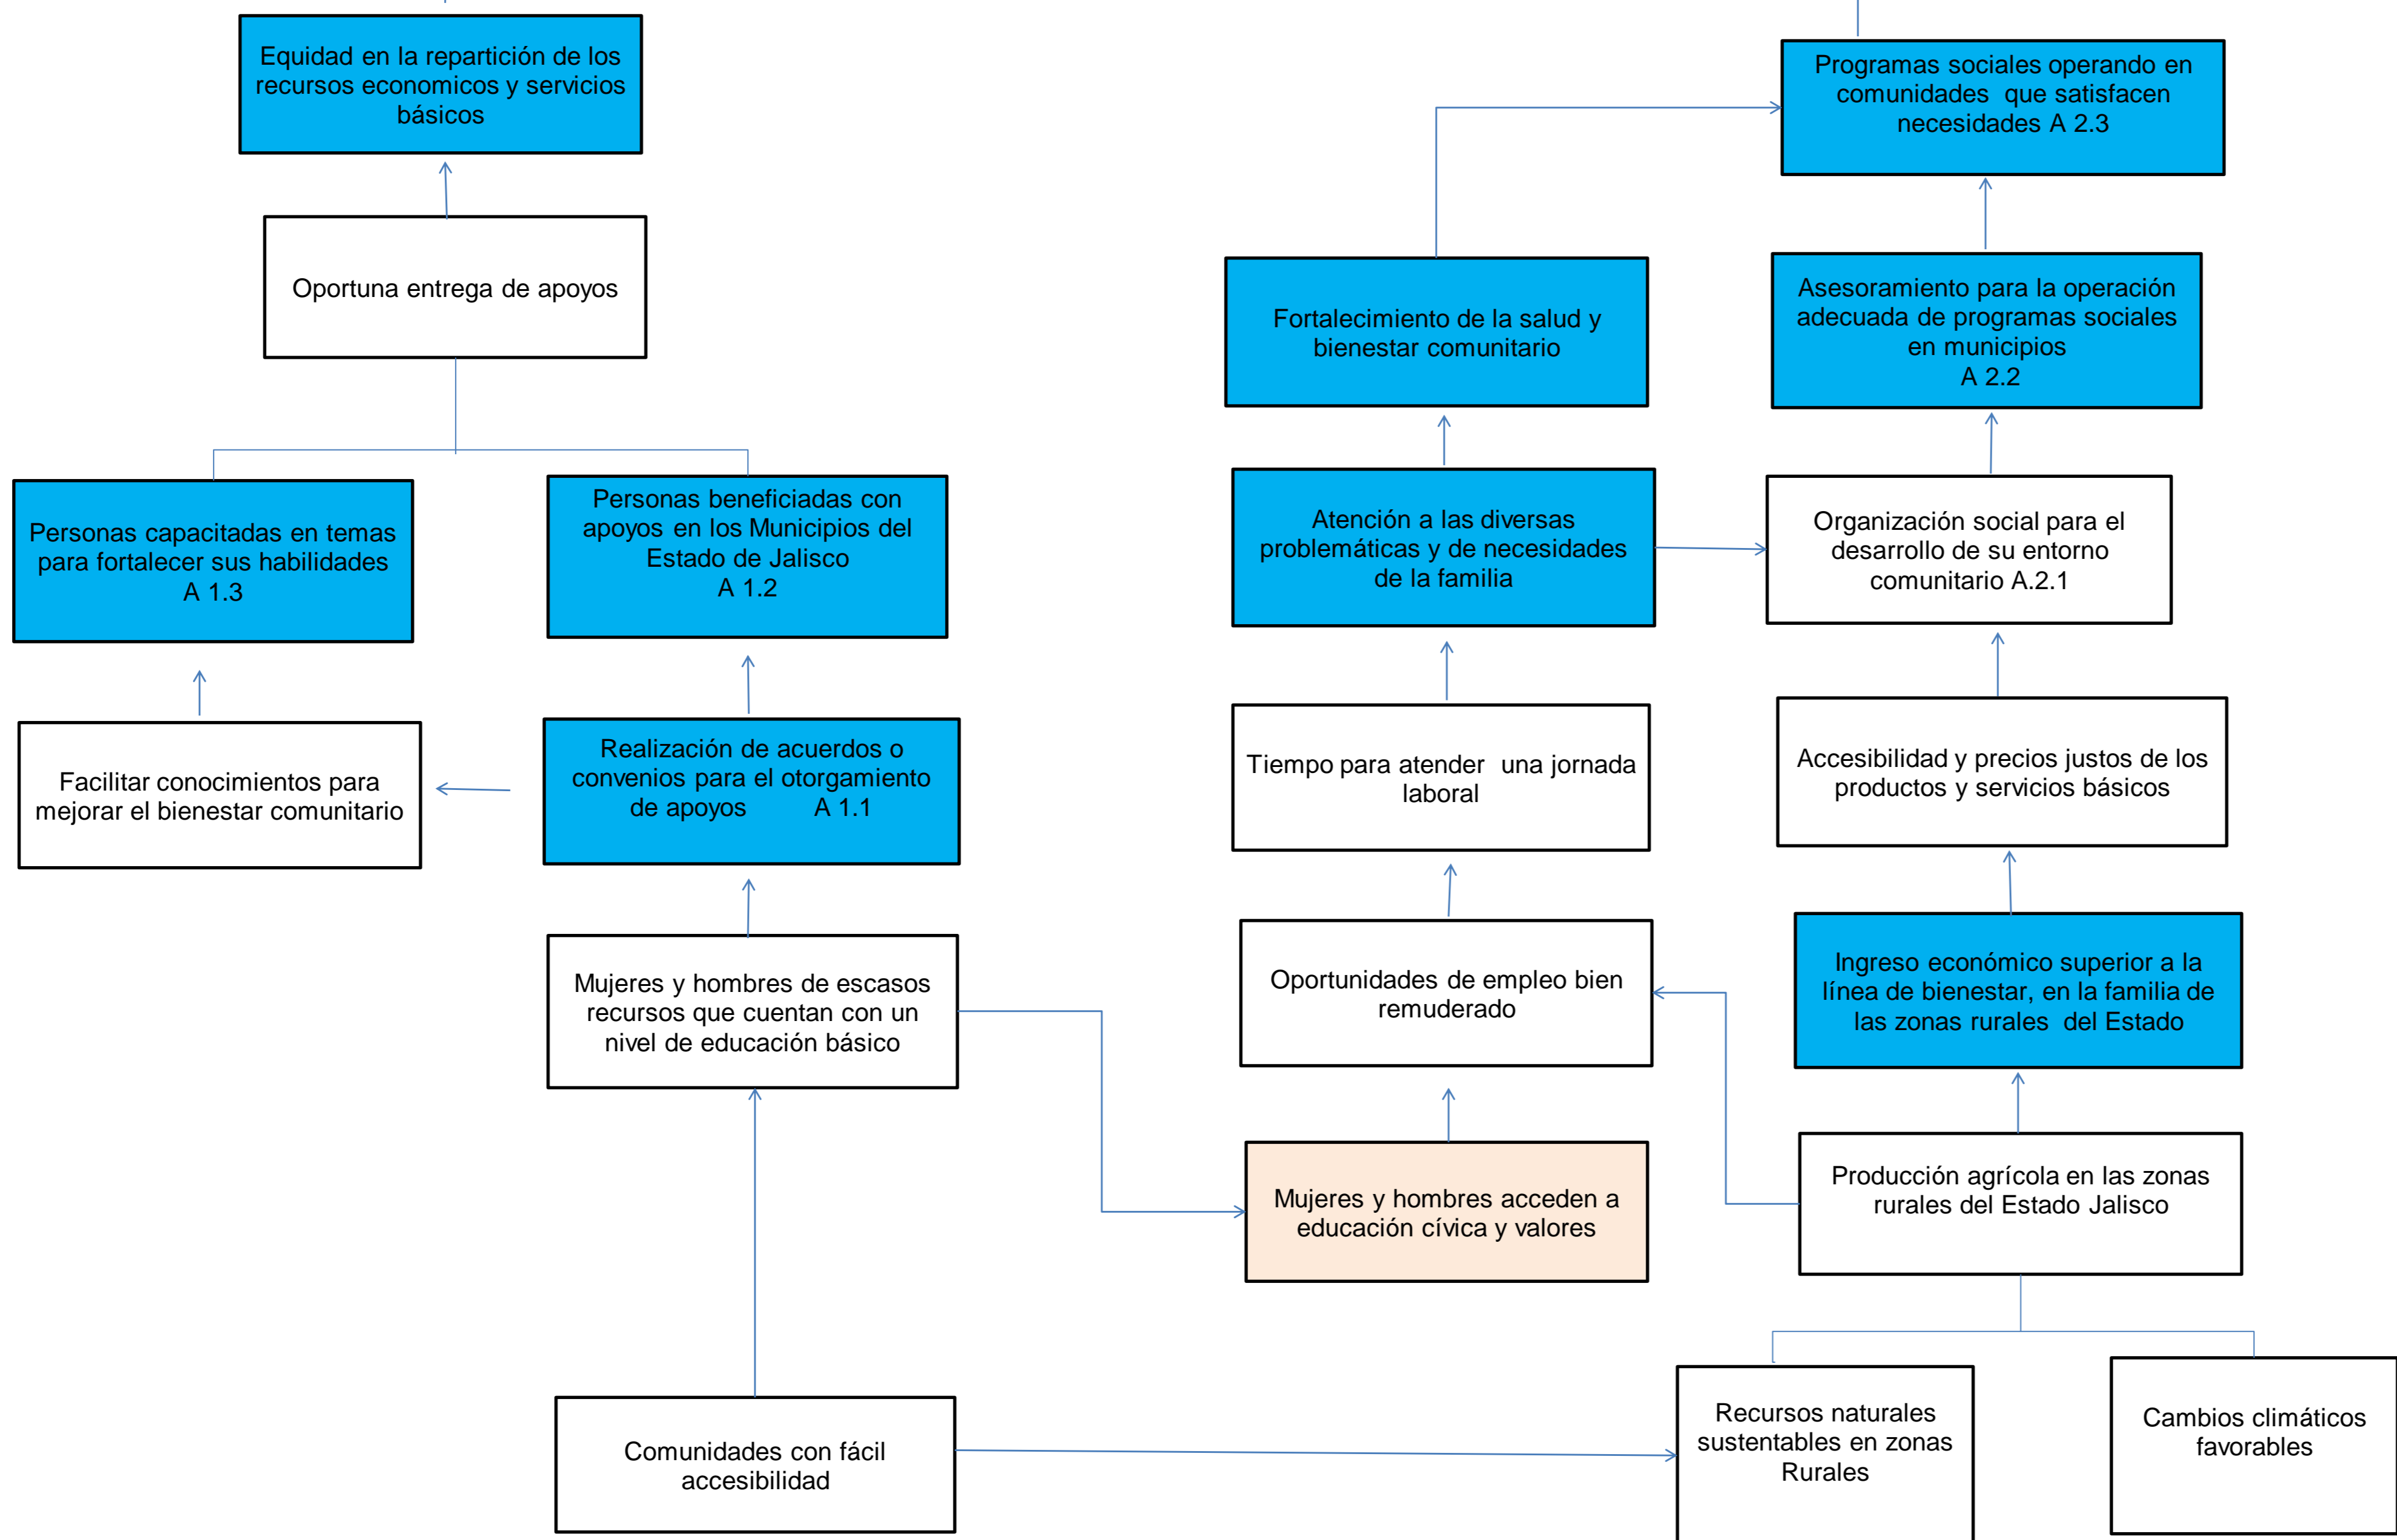 Equidad en la repartición de los
recursos economicos y servicios
básicos
Programas sociales operando en
comunidades que satisfacen
necesidades A 2.3
Oportuna entrega de apoyos
Fortalecimiento de la salud y
bienestar comunitario
Asesoramiento para la operación
adecuada de programas sociales
en municipios
A 2.2
Personas capacitadas en temas
para fortalecer sus habilidades
A 1.3
Personas beneficiadas con
apoyos en los Municipios del
Estado de Jalisco
A 1.2
Atención a las diversas
problemáticas y de necesidades
de la familia
Organización social para el
desarrollo de su entorno
comunitario A.2.1
Facilitar conocimientos para
mejorar el bienestar comunitario
Realización de acuerdos o
convenios para el otorgamiento
de apoyos A 1.1
Tiempo para atender una jornada
laboral
Accesibilidad y precios justos de los
productos y servicios básicos
Mujeres y hombres de escasos
recursos que cuentan con un
nivel de educación básico
Oportunidades de empleo bien
remuderado
Ingreso económico superior a la
línea de bienestar, en la familia de
las zonas rurales del Estado
Mujeres y hombres acceden a
educación cívica y valores
Producción agrícola en las zonas
rurales del Estado Jalisco
Comunidades con fácil
accesibilidad
Recursos naturales
sustentables en zonas
Rurales
Cambios climáticos
favorables